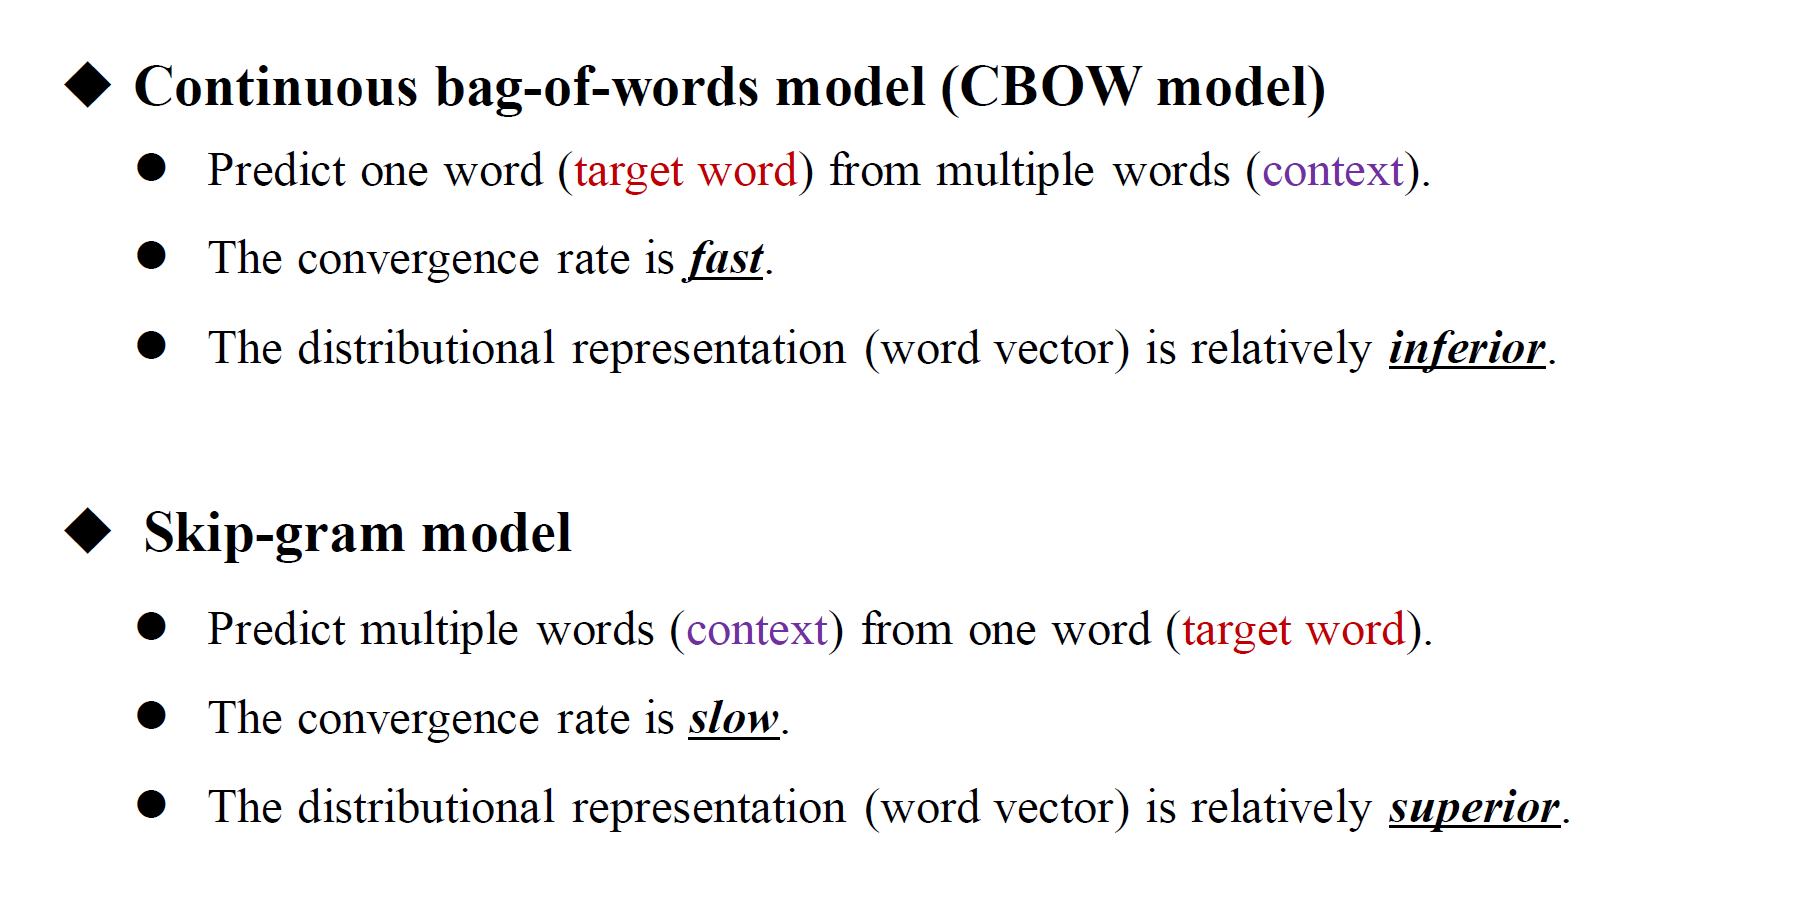 ◆ Continuous bag-of-words model (CBOW model)
● Predict one word (target word) from multiple words (context).
● The convergence rate is fast.
● The distributional representation (word vector) is relatively inferior.
◆ Skip-gram model
● Predict multiple words (context) from one word (target word).
● The convergence rate is slow.
● The distributional representation (word vector) is relatively superior.